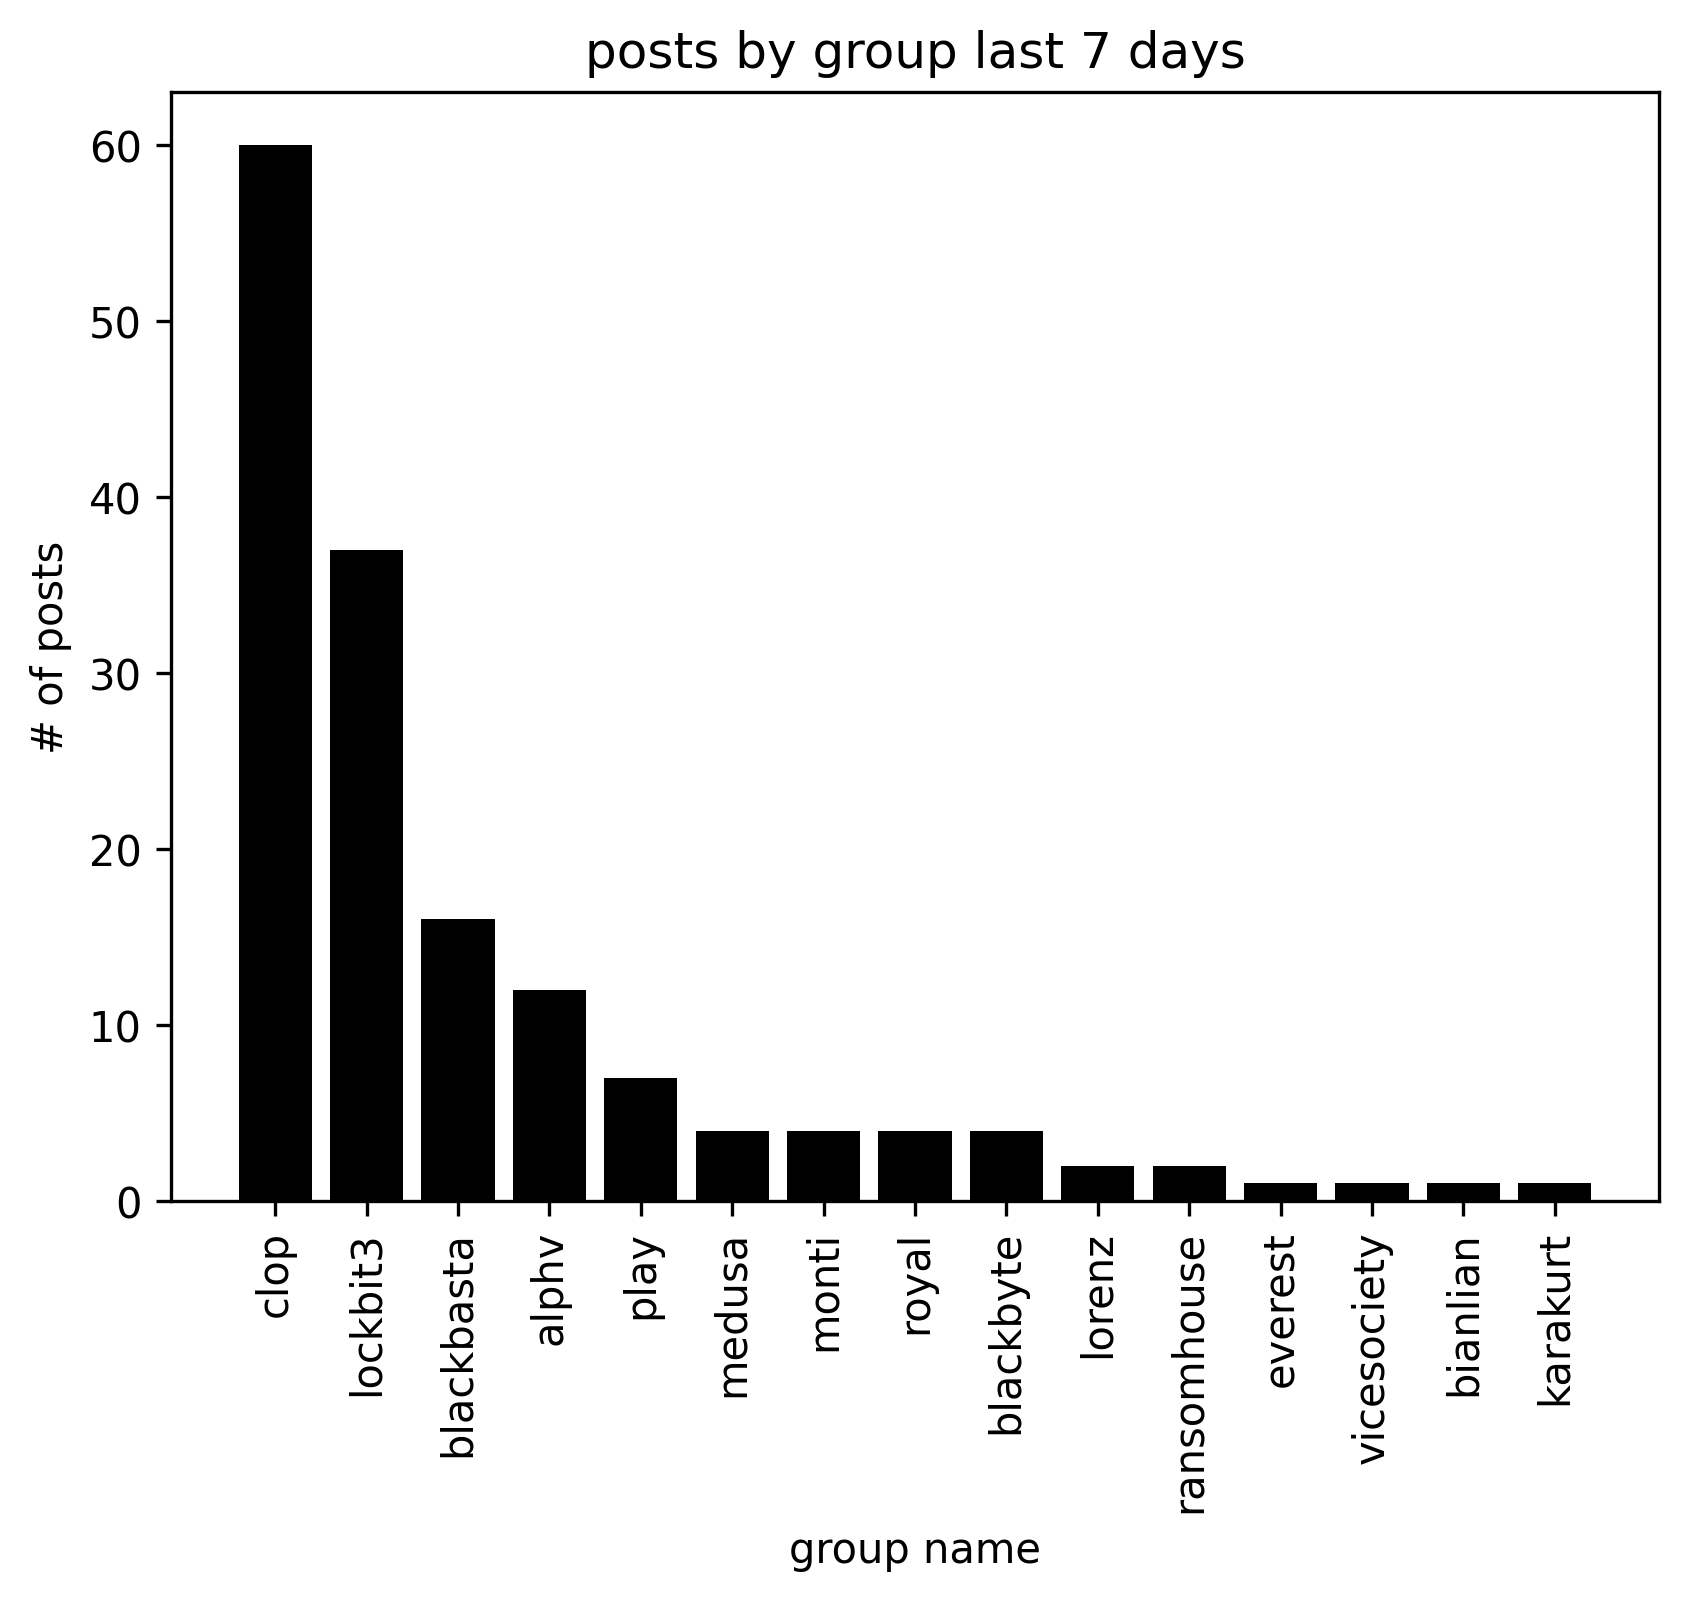 posts by group last 7 days
# of posts
60
50
40
30
20
10
0
clop
lockbit3
blackbasta
alphv
play
medusa
monti
royal
blackbyte
lorenz
ransomhouse
everest
vicesociety
bianlian
karakurt
group name